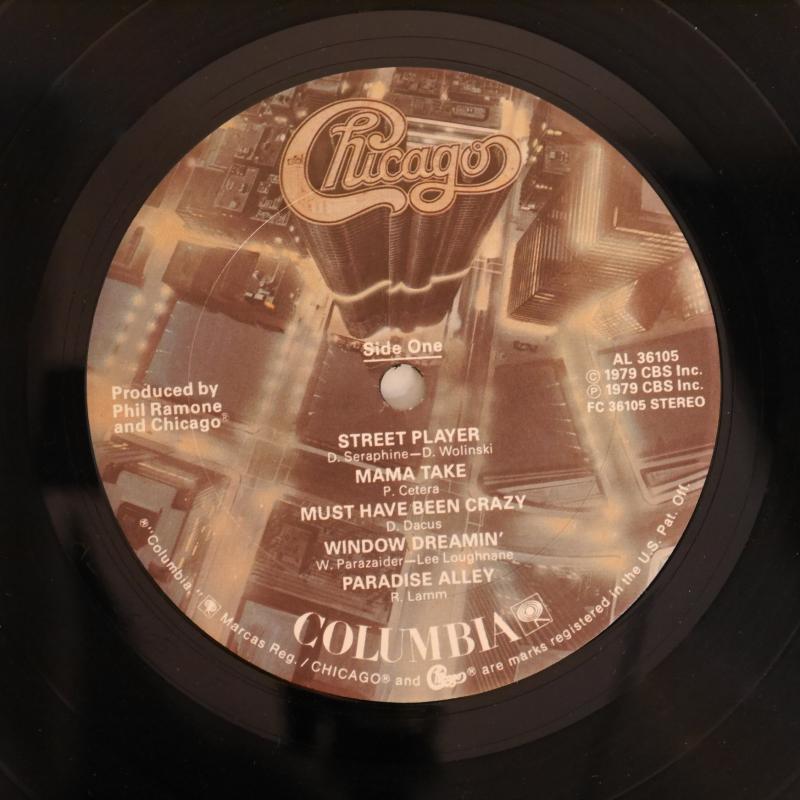 Chicago
Side One
Produced by
Phil Ramone
and Chicago®
AL 36105
© 1979 CBS Inc.
℗ 1979 CBS Inc.
FC 36105 STEREO
STREET PLAYER
D. Seraphine—D. Wolinski
MAMA TAKE
P. Cetera
MUST HAVE BEEN CRAZY
D. Dacus
WINDOW DREAMIN'
W. Parazaider—Lee Loughnane
PARADISE ALLEY
R. Lamm
COLUMBIA
®"Columbia," Marcas Reg./CHICAGO® and Chicago® are marks registered in the U.S. Pat. Off.